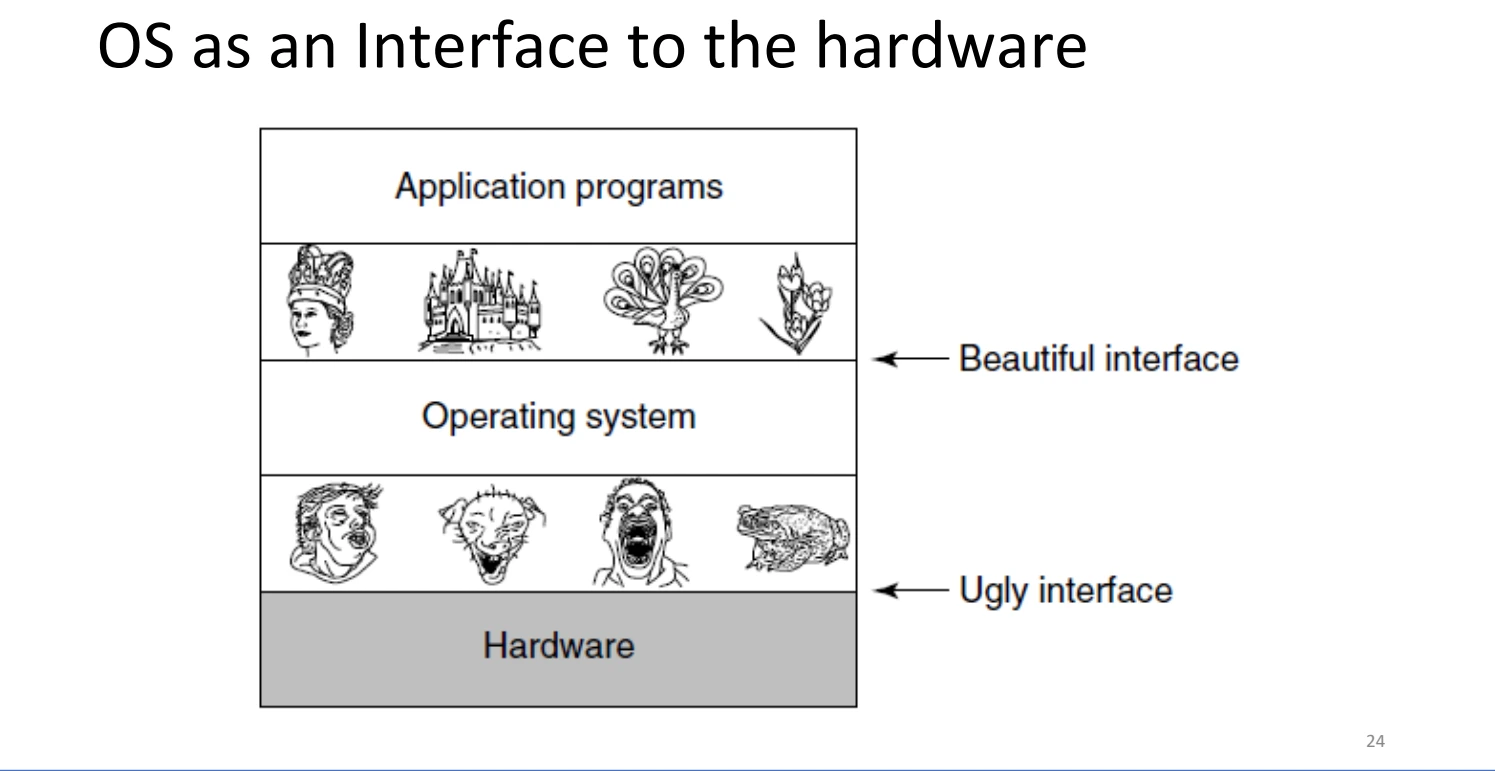 OS as an Interface to the hardware
Application programs
Beautiful interface
Operating system
Ugly interface
Hardware
24